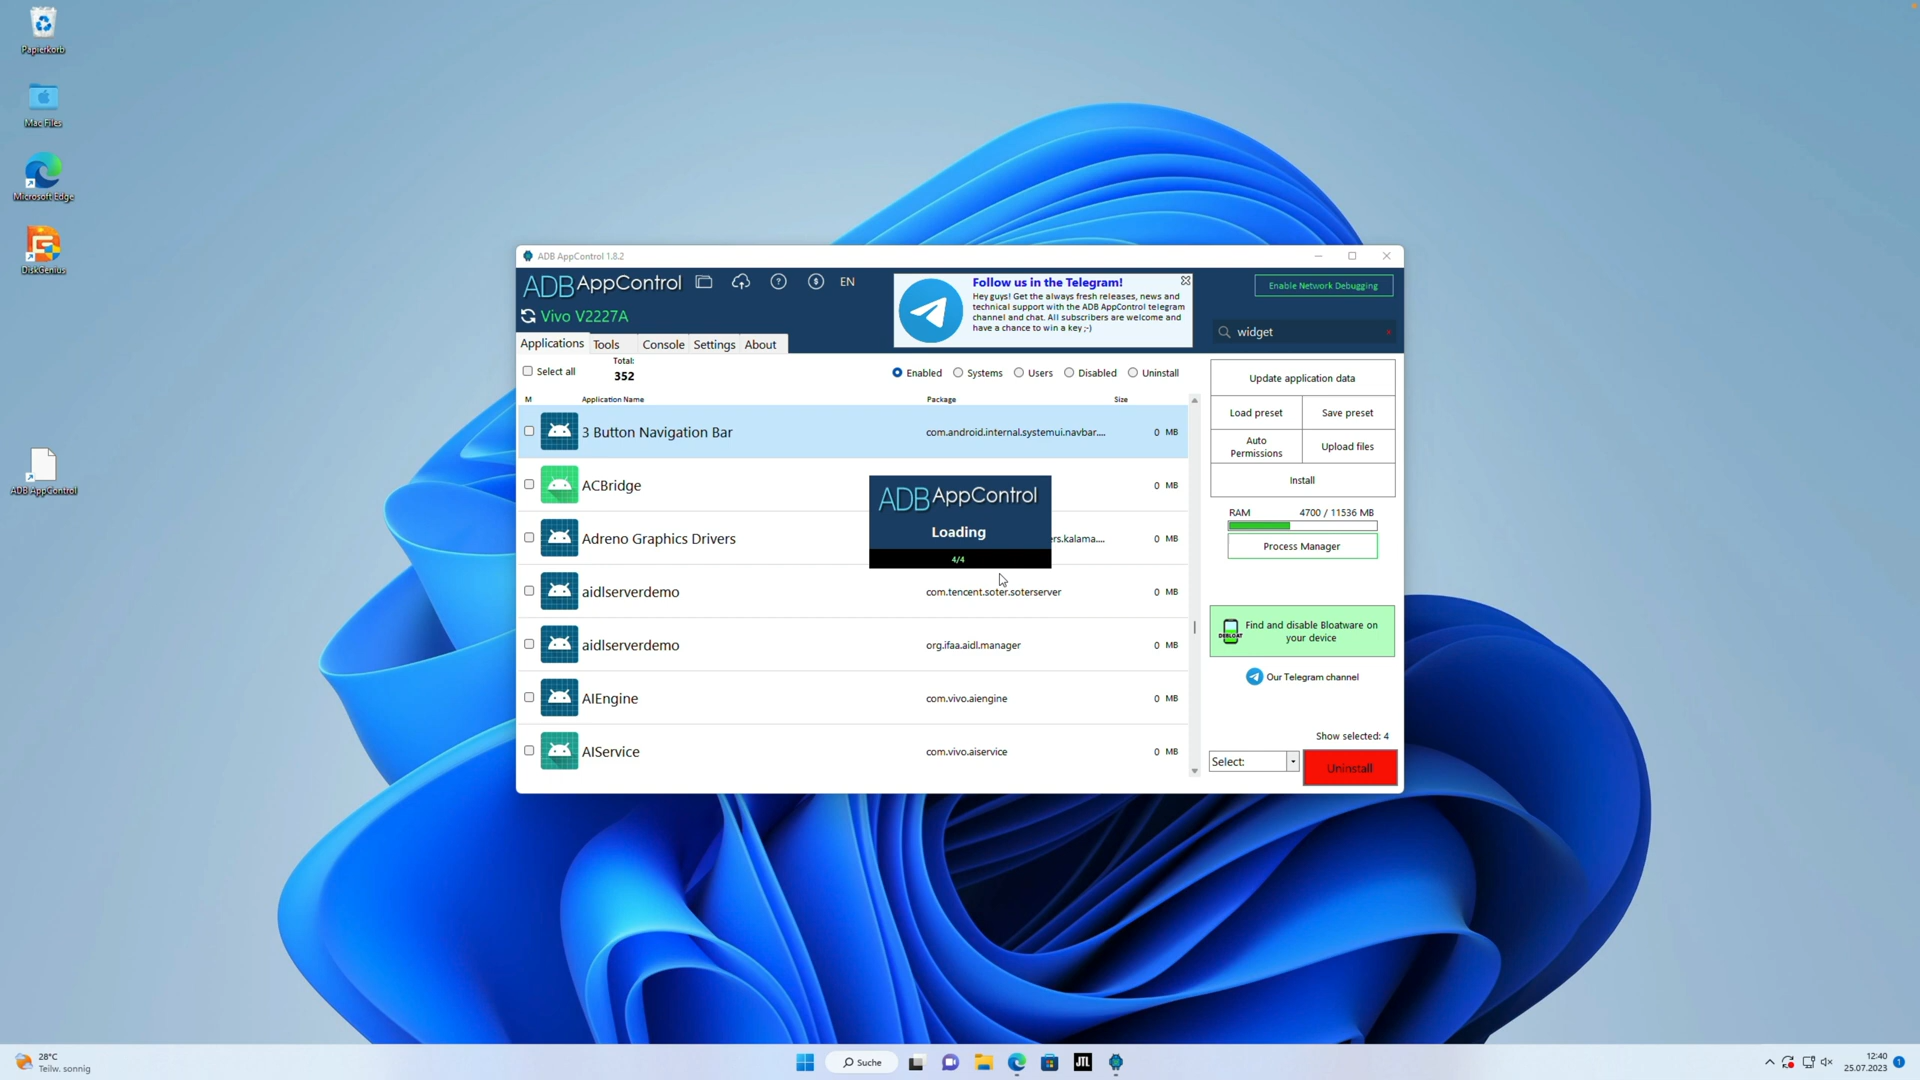 Papierkorb
Mac Files
Microsoft Edge
DiskGenius
ADB AppControl
ADB AppControl 1.8.2
ADB AppControl
EN
Vivo V2227A
Follow us in the Telegram!
Hey guys! Get the always fresh releases, news and
technical support with the ADB AppControl telegram
channel and chat. All subscribers are welcome and
have a chance to win a key ;-)
Enable Network Debugging
widget
Applications
Tools
Console
Settings
About
Select all
Total:
352
Enabled
Systems
Users
Disabled
Uninstall
M
Application Name
Package
Size
3 Button Navigation Bar
com.android.internal.systemui.navbar....
0 MB
ACBridge
0 MB
Adreno Graphics Drivers
rs.kalama....
0 MB
aidlserverdemo
com.tencent.soter.soterserver
0 MB
aidlserverdemo
org.ifaa.aidl.manager
0 MB
AIEngine
com.vivo.aiengine
0 MB
AIService
com.vivo.aiservice
0 MB
ADB AppControl
Loading
4/4
Update application data
Load preset
Save preset
Auto
Permissions
Upload files
Install
RAM
4700 / 11536 MB
Process Manager
DEBLOAT
Find and disable Bloatware on
your device
Our Telegram channel
Show selected: 4
Select:
Uninstall
28°C
Teilw. sonnig
Suche
JTL
12:40
25.07.2023
1